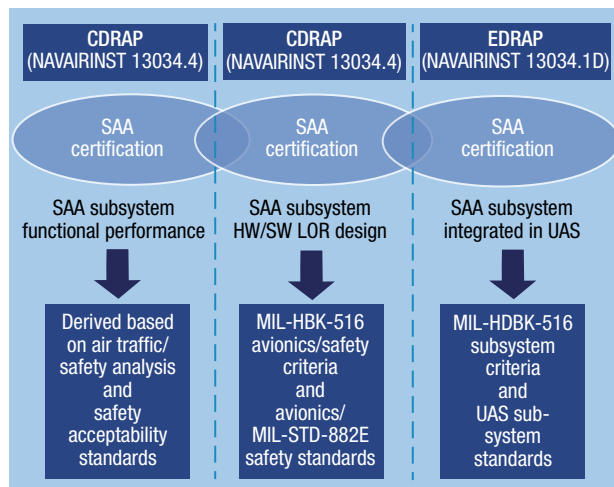 CDRAP
(NAVAIRINST 13034.4)
CDRAP
(NAVAIRINST 13034.4)
EDRAP
(NAVAIRINST 13034.1D)
SAA
certification
SAA
certification
SAA
certification
SAA subsystem
functional performance
SAA subsystem
HW/SW LOR design
SAA subsystem
integrated in UAS
Derived based
on air traffic/
safety analysis
and
safety
acceptability
standards
MIL-HBK-516
avionics/safety
criteria
and
avionics/
MIL-STD-882E
safety standards
MIL-HDBK-516
subsystem
criteria
and
UAS sub-
system
standards